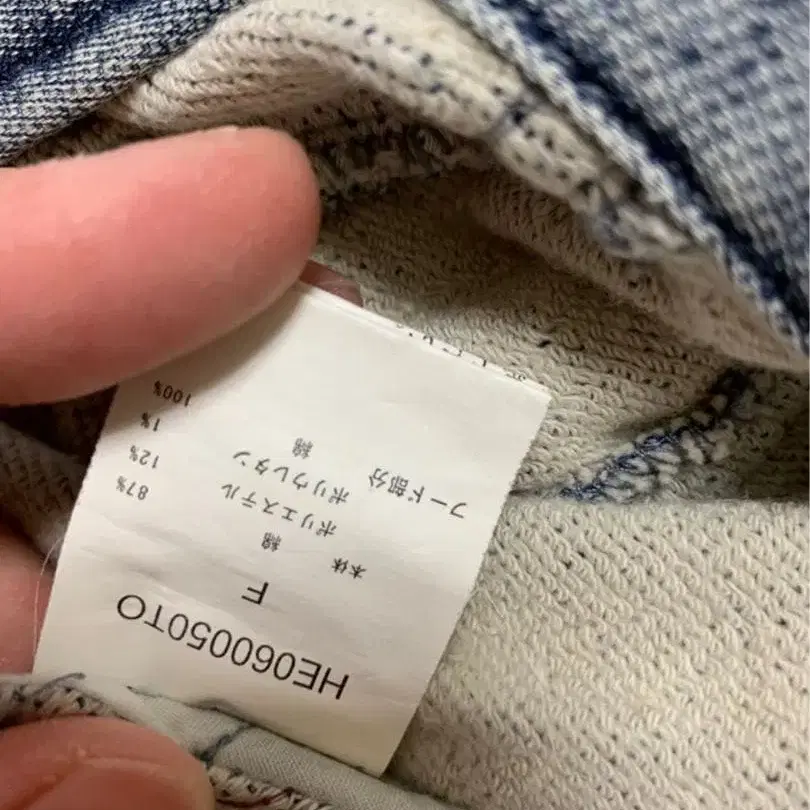 HE060050TO
F
本体
綿 87%
ポリエステル 12%
ポリウレタン 1%
フード部分
綿 100%